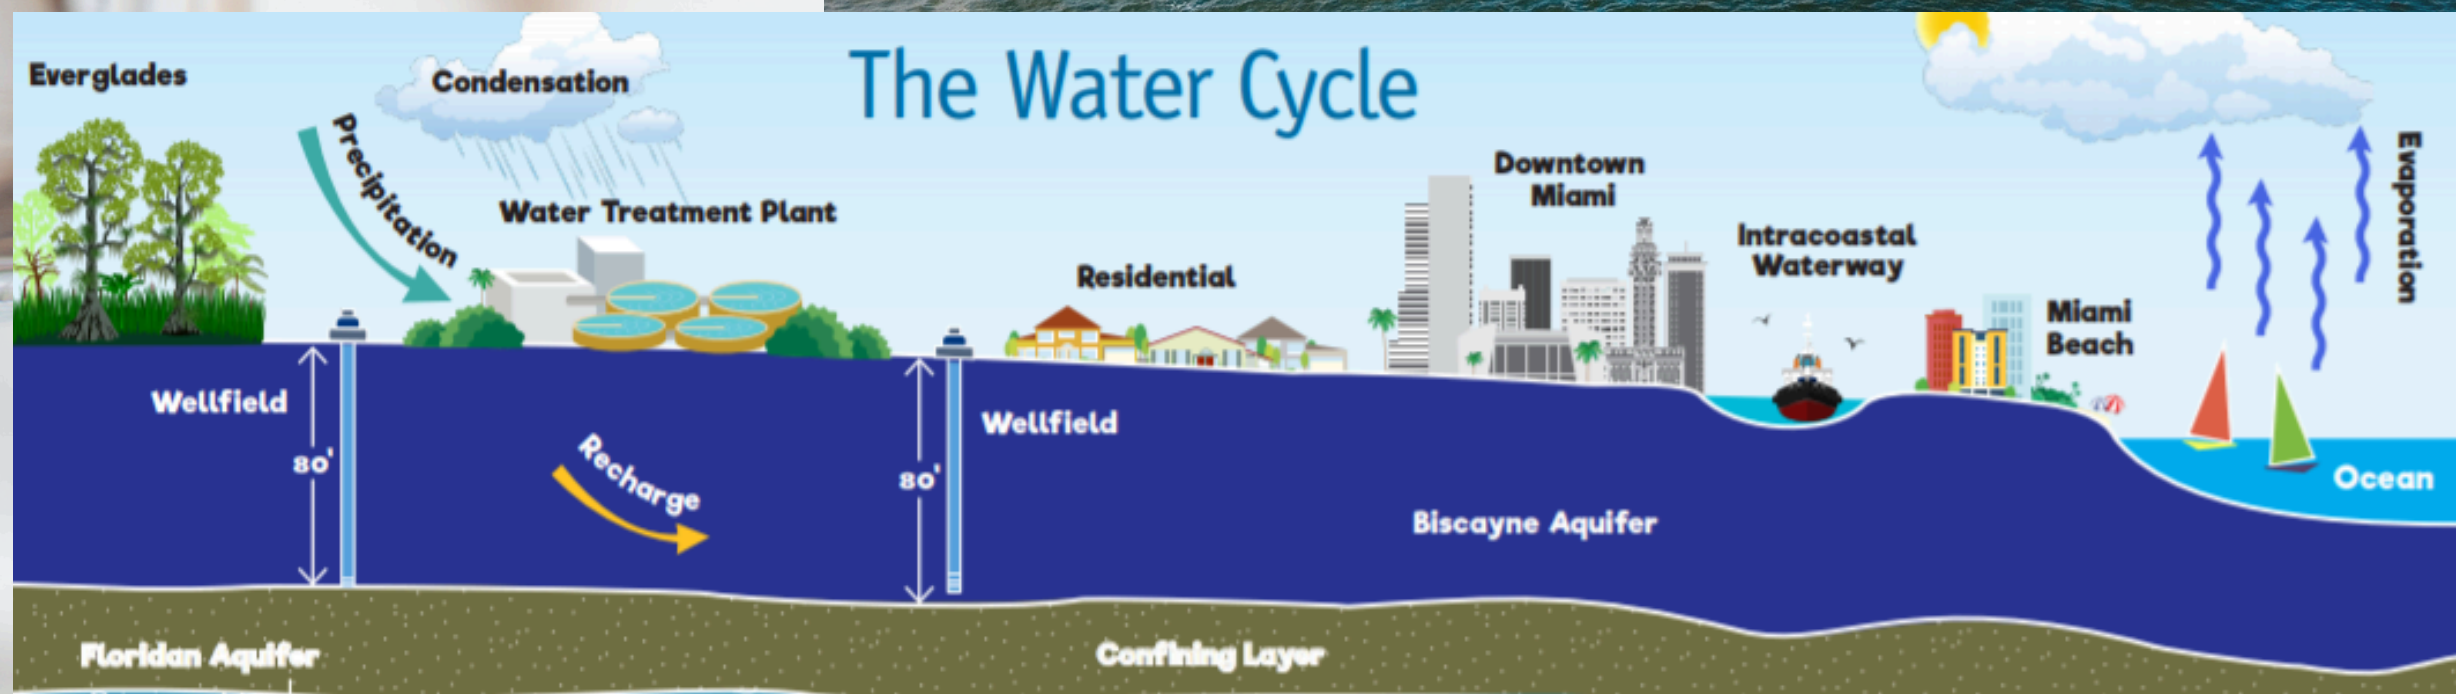 The Water Cycle
Everglades
Condensation
Precipitation
Water Treatment Plant
Residential
Downtown
Miami
Intracoastal
Waterway
Miami
Beach
Evaporation
Ocean
Wellfield
80'
Recharge
80'
Wellfield
Biscayne Aquifer
Floridan Aquifer
Confining Layer